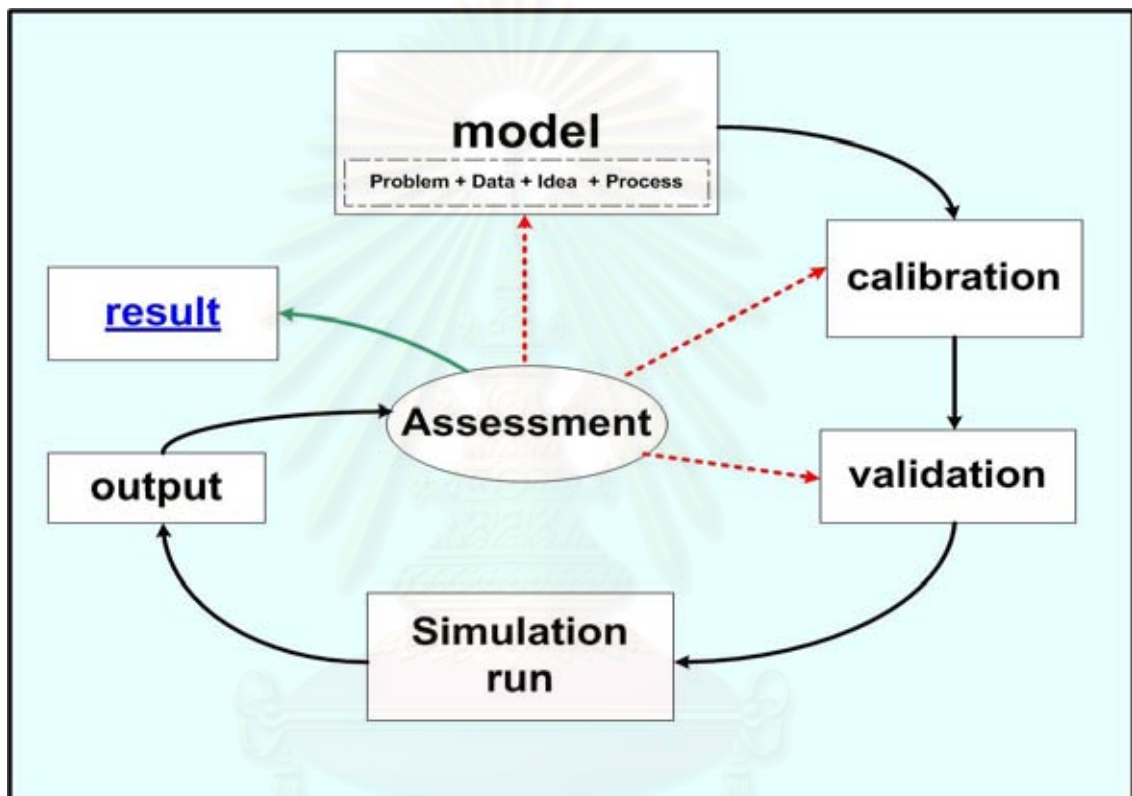 model
Problem + Data + Idea + Process
calibration
result
Assessment
validation
output
Simulation
run